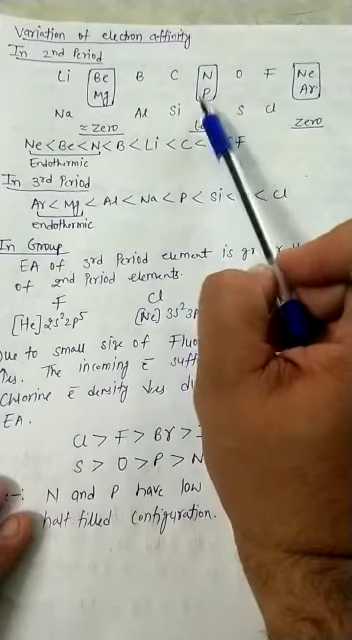 Variation of electron affinity
In 2nd Period
Li Be B C N O F Ne
Mg P Ar
Na Al Si S Cl
≈ Zero Zero
Ne < Be < N < B < Li < C < F
Endothermic
In 3rd Period
Ar < Mg < Al < Na < P < Si < < Cl
endothermic
In Group
EA of 3rd Period element is
of 2nd Period elements.
F Cl
[He] 2s² 2p⁵ [Ne] 3s² 3p
Due to small size of
The incoming e̅
Chlorine e̅ density
EA.
Cl > F > Br >
S > O > P > N
N and P have low
half filled configuration.